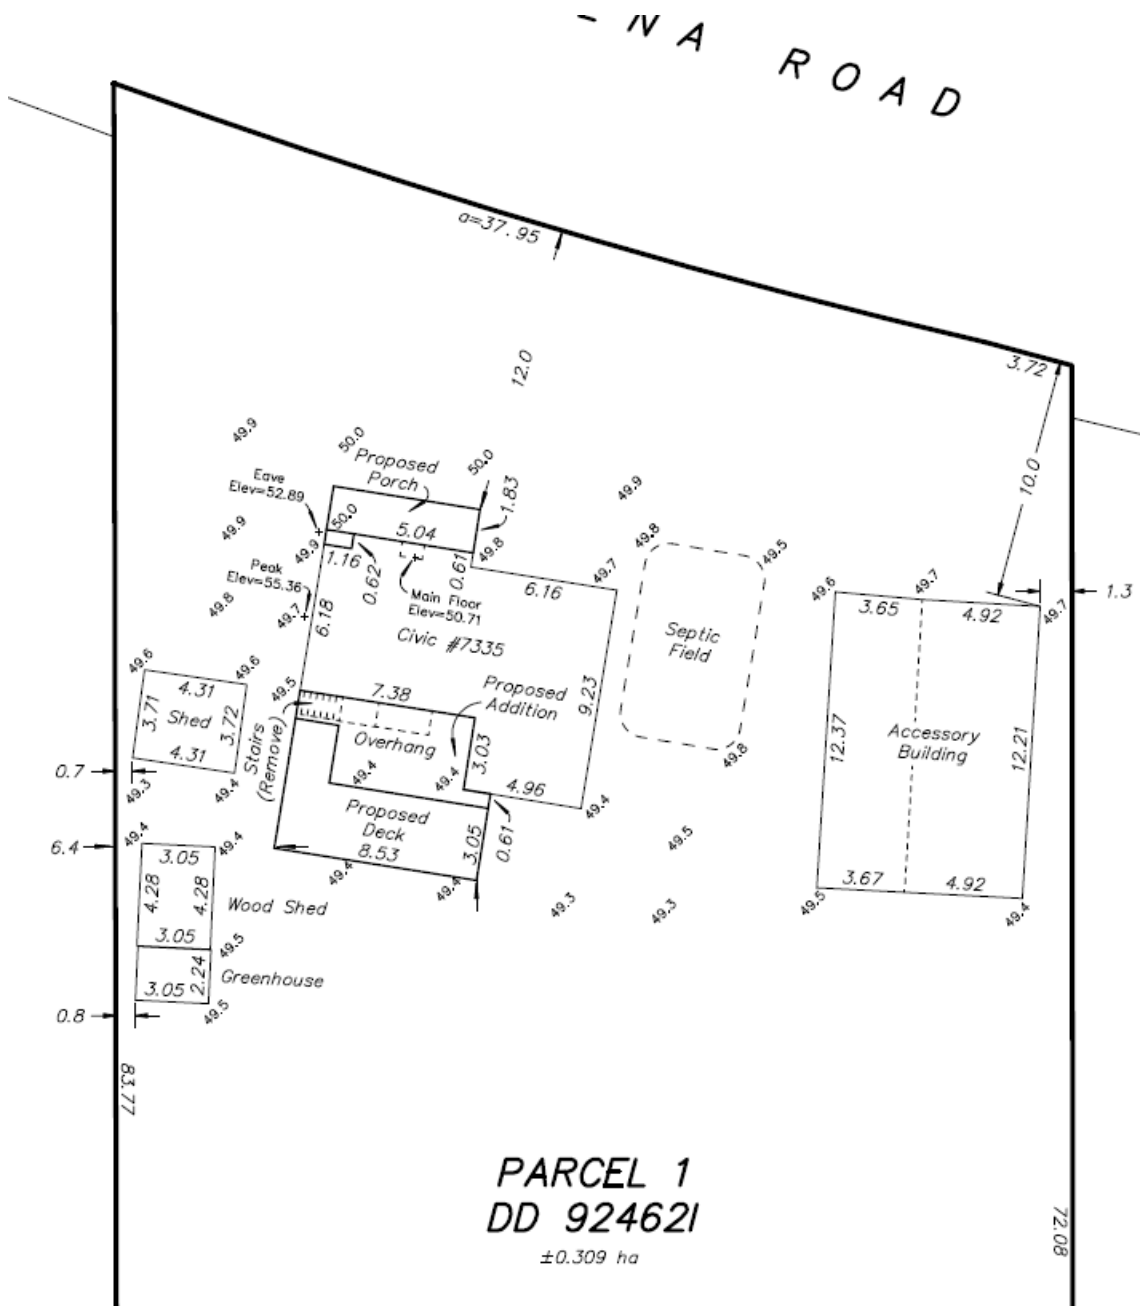 ENA ROAD
a=37.95
3.72
12.0
10.0
1.3
49.9
50.0
Proposed
Porch
50.0
1.83
49.9
Eave
Elev=52.89
49.9
50.0
5.04
49.8
49.8
49.5
49.9
1.16
0.62
0.61
49.7
6.16
Peak
Elev=55.36
Main Floor
Elev=50.71
49.8
49.7
6.18
Civic #7335
Septic
Field
49.6
49.7
3.65
4.92
49.7
49.6
4.31
49.6
3.71
Shed
3.72
4.31
49.5
7.38
Proposed
Addition
9.23
Stairs
(Remove)
Overhang
3.03
49.8
12.37
Accessory
Building
12.21
0.7
49.3
49.4
49.4
49.4
4.96
49.4
Proposed
Deck
8.53
3.05
0.61
6.4
49.4
3.05
49.4
4.28
4.28
Wood Shed
3.05
49.4
49.4
49.5
49.3
49.3
3.67
4.92
49.5
49.4
49.5
2.24
Greenhouse
3.05
49.5
0.8
83.77
PARCEL 1
DD 92462I
±0.309 ha
72.08